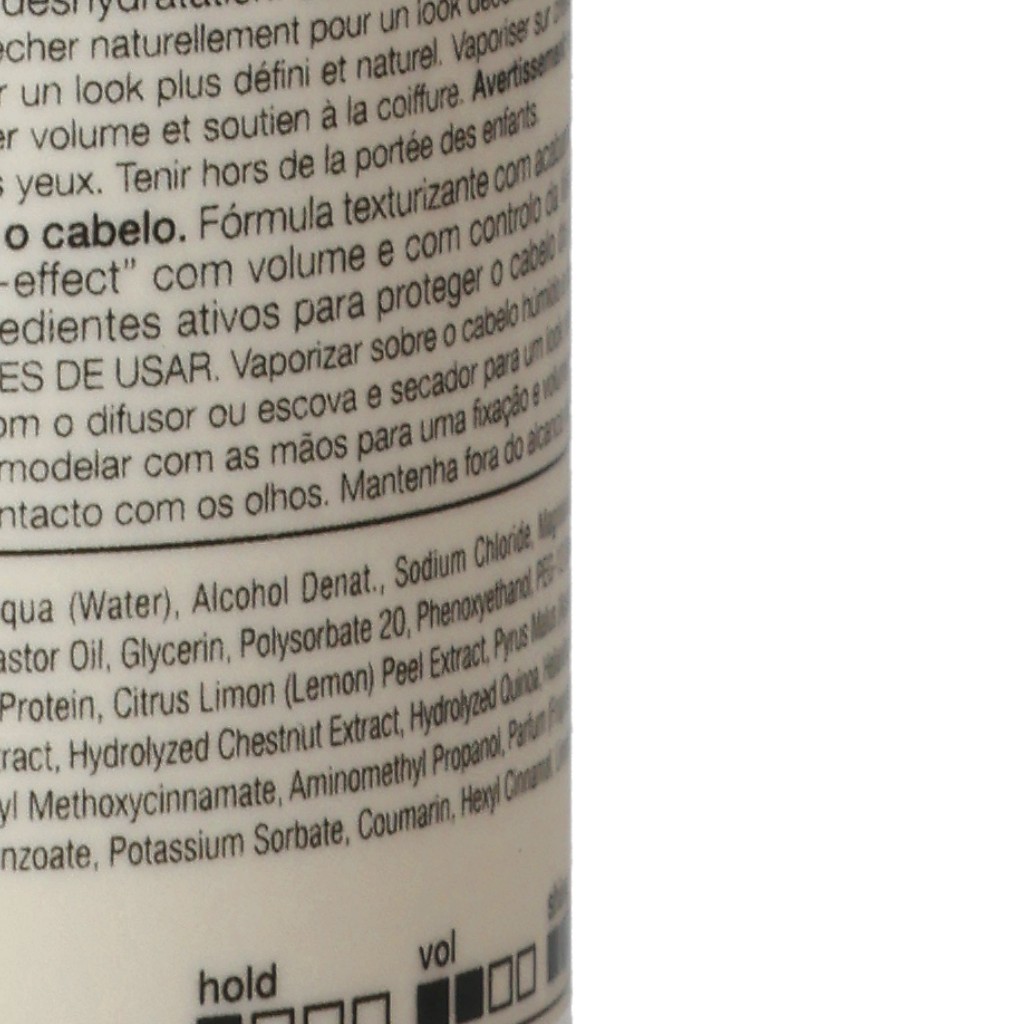 écher naturellement pour un look
un look plus défini et naturel. Vaporiser sur
er volume et soutien à la coiffure. Avertissement
yeux. Tenir hors de la portée des enfants.
o cabelo. Fórmula texturizante com
-effect” com volume e com controlo da
edientes ativos para proteger o cabelo
ES DE USAR. Vaporizar sobre o cabelo húmido
om o difusor ou escova e secador para um look
modelar com as mãos para uma fixação e
ntacto com os olhos. Mantenha fora do
qua (Water), Alcohol Denat., Sodium Chloride,
astor Oil, Glycerin, Polysorbate 20, Phenoxyethanol,
Protein, Citrus Limon (Lemon) Peel Extract, Pyrus Malus
ract, Hydrolyzed Chestnut Extract, Hydrolyzed Quinoa,
yl Methoxycinnamate, Aminomethyl Propanol, Parfum
nzoate, Potassium Sorbate, Coumarin, Hexyl Cinnamal,
hold vol